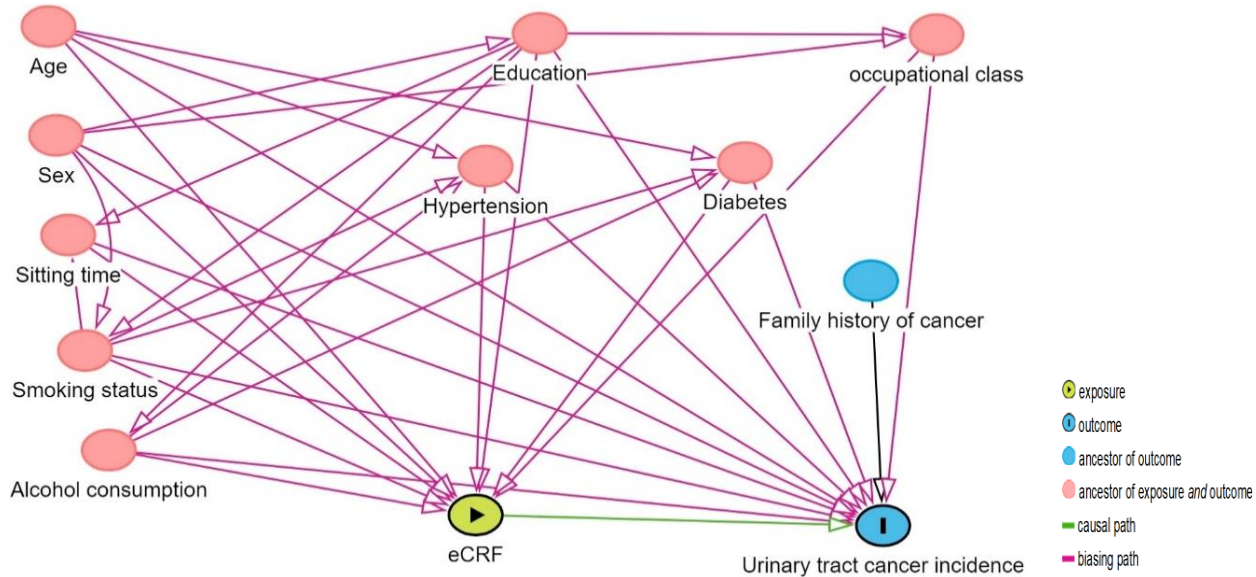 Age
Education
occupational class
Sex
Hypertension
Diabetes
Sitting time
Family history of cancer
Smoking status
Alcohol consumption
eCRF
Urinary tract cancer incidence
exposure
outcome
ancestor of outcome
ancestor of exposure and outcome
causal path
biasing path